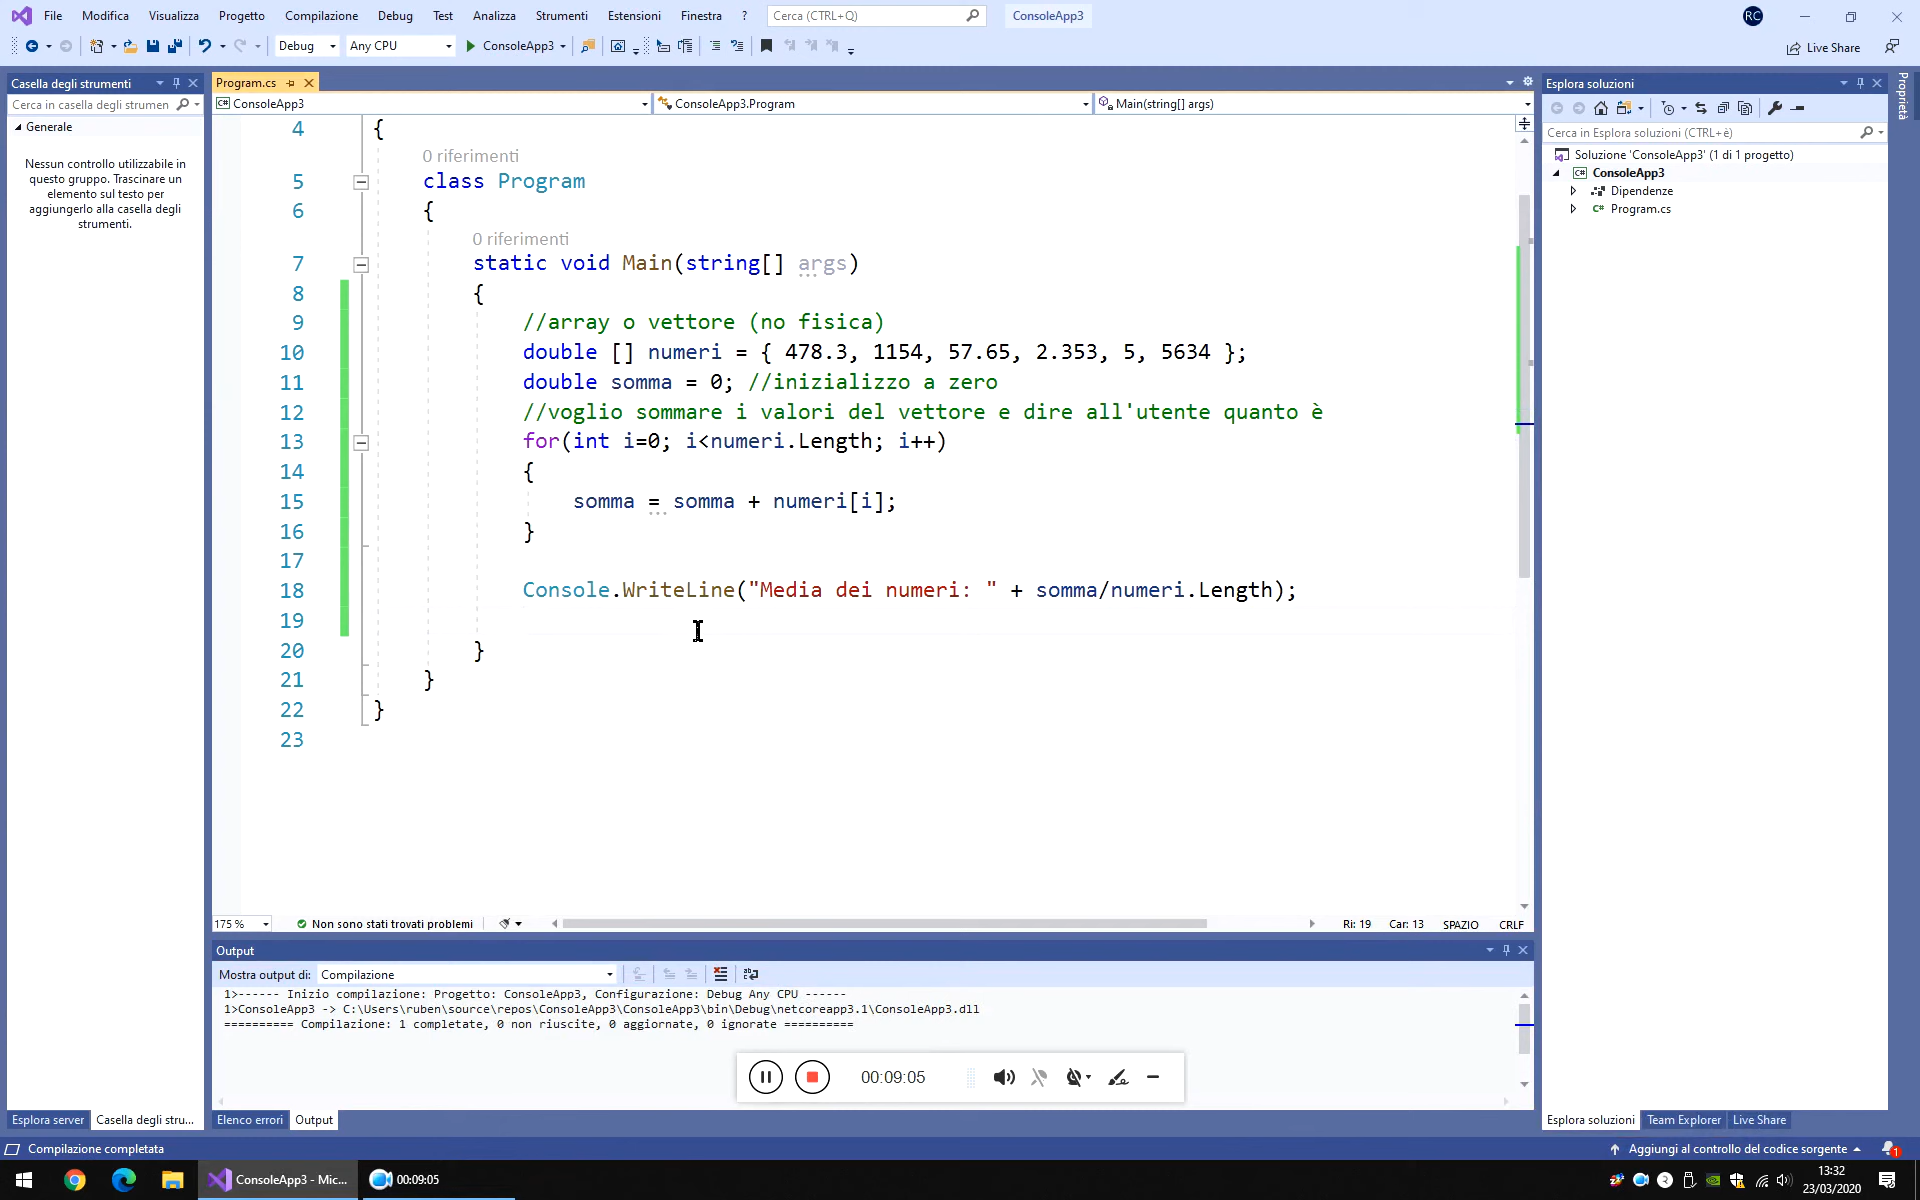 File Modifica Visualizza Progetto Compilazione Debug Test Analizza Strumenti Estensioni Finestra ? Cerca (CTRL+Q) ConsoleApp3 RC
Debug Any CPU ConsoleApp3 Live Share
Casella degli strumenti
Cerca in casella degli strumen
Generale
Nessun controllo utilizzabile in
questo gruppo. Trascinare un
elemento sul testo per
aggiungerlo alla casella degli
strumenti.
Program.cs
ConsoleApp3 ConsoleApp3.Program Main(string[] args)
4 {
0 riferimenti
5 class Program
6 {
0 riferimenti
7 static void Main(string[] args)
8 {
9 //array o vettore (no fisica)
10 double [] numeri = { 478.3, 1154, 57.65, 2.353, 5, 5634 };
11 double somma = 0; //inizializzo a zero
12 //voglio sommare i valori del vettore e dire all'utente quanto è
13 for(int i=0; i<numeri.Length; i++)
14 {
15 somma = somma + numeri[i];
16 }
17
18 Console.WriteLine("Media dei numeri: " + somma/numeri.Length);
19
20 }
21 }
22 }
23
175 % Non sono stati trovati problemi Ri: 19 Car: 13 SPAZIO CRLF
Output
Mostra output di: Compilazione
1>------ Inizio compilazione: Progetto: ConsoleApp3, Configurazione: Debug Any CPU ------
1>ConsoleApp3 -> C:\Users\ruben\source\repos\ConsoleApp3\ConsoleApp3\bin\Debug\netcoreapp3.1\ConsoleApp3.dll
========== Compilazione: 1 completate, 0 non riuscite, 0 aggiornate, 0 ignorate ==========
00:09:05
Esplora server Casella degli stru... Elenco errori Output
Esplora soluzioni
Cerca in Esplora soluzioni (CTRL+è)
Soluzione 'ConsoleApp3' (1 di 1 progetto)
ConsoleApp3
Dipendenze
Program.cs
Proprietà
Esplora soluzioni Team Explorer Live Share
Compilazione completata Aggiungi al controllo del codice sorgente 1
ConsoleApp3 - Mic... 00:09:05
13:32
23/03/2020